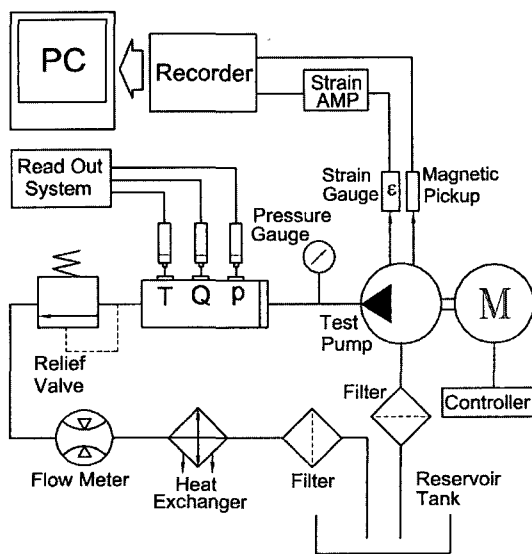 PC
Recorder
Strain
AMP
Read Out
System
Strain
Gauge
ε
Magnetic
Pickup
Pressure
Gauge
T Q P
Test
Pump
M
Relief
Valve
Filter
Controller
Flow Meter
Heat
Exchanger
Filter
Reservoir
Tank